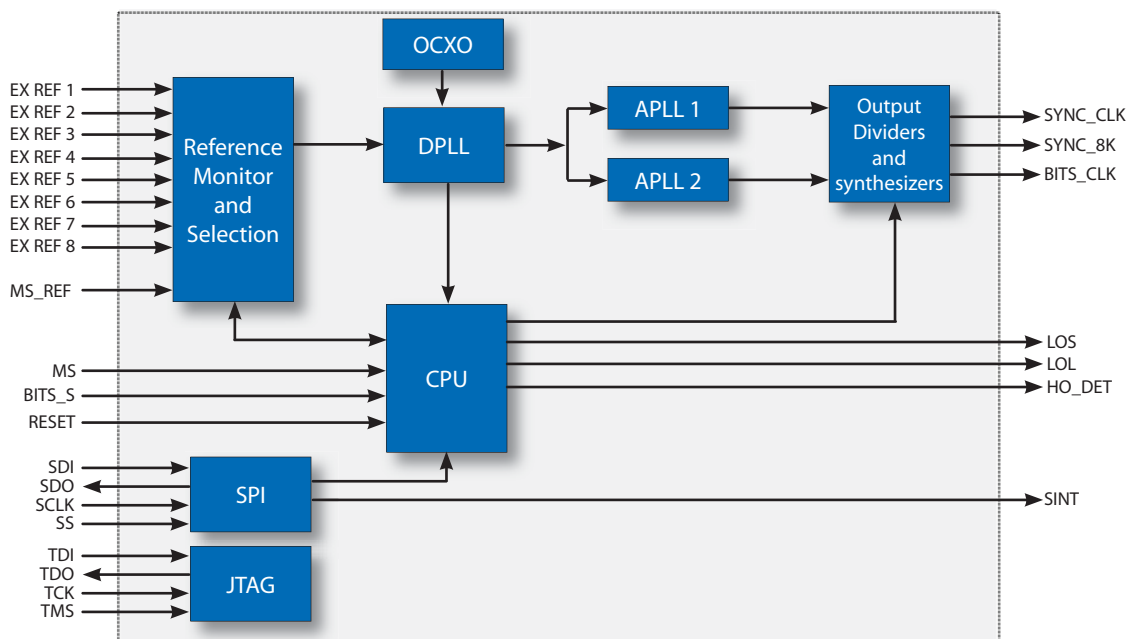 OCXO
EX REF 1
EX REF 2
EX REF 3
EX REF 4
EX REF 5
EX REF 6
EX REF 7
EX REF 8
MS_REF
Reference
Monitor
and
Selection
DPLL
APLL 1
APLL 2
Output
Dividers
and
synthesizers
SYNC_CLK
SYNC_8K
BITS_CLK
MS
BITS_S
RESET
CPU
LOS
LOL
HO_DET
SDI
SDO
SCLK
SS
SPI
SINT
TDI
TDO
TCK
TMS
JTAG